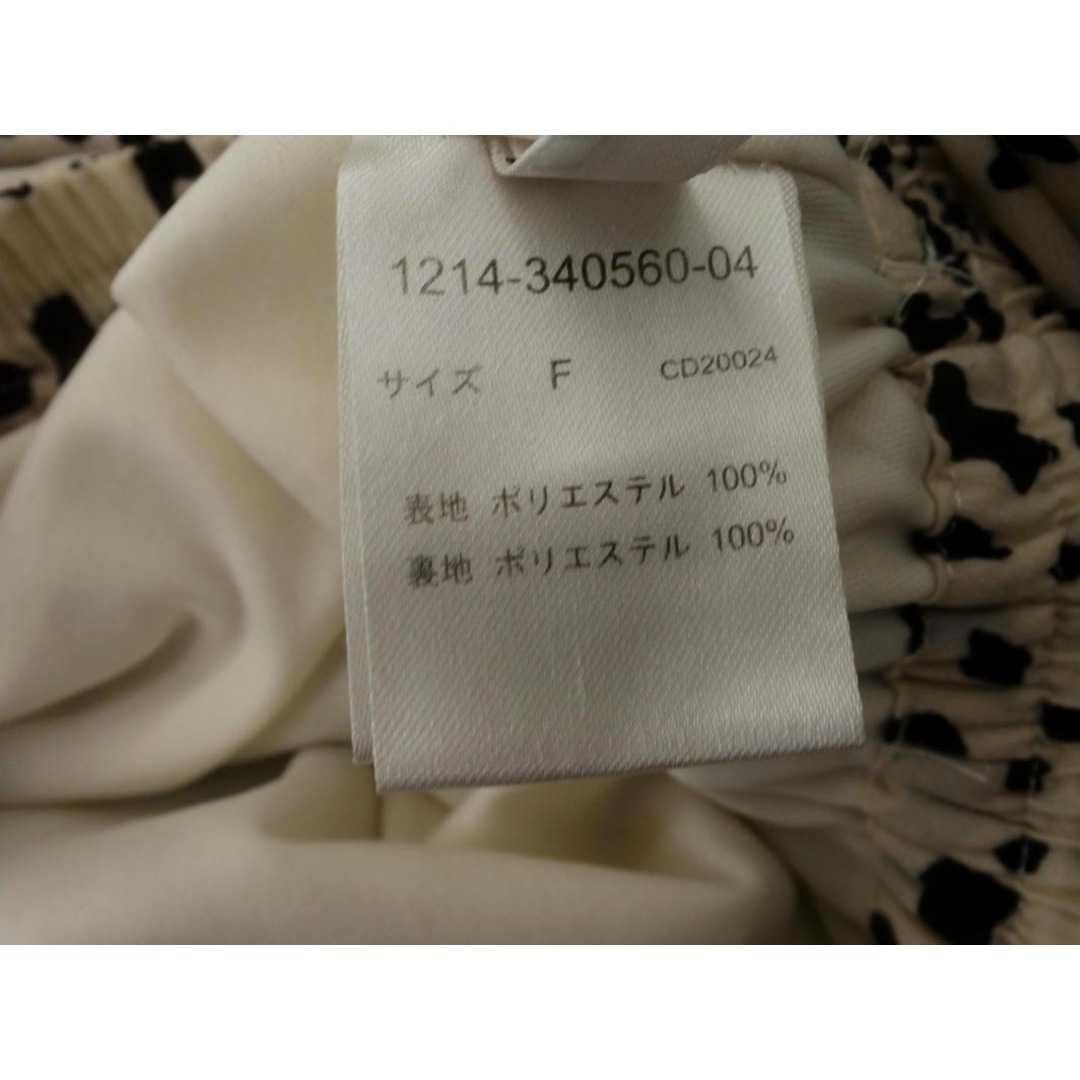 1214-340560-04
サイズ F CD20024
表地 ポリエステル 100%
裏地 ポリエステル 100%